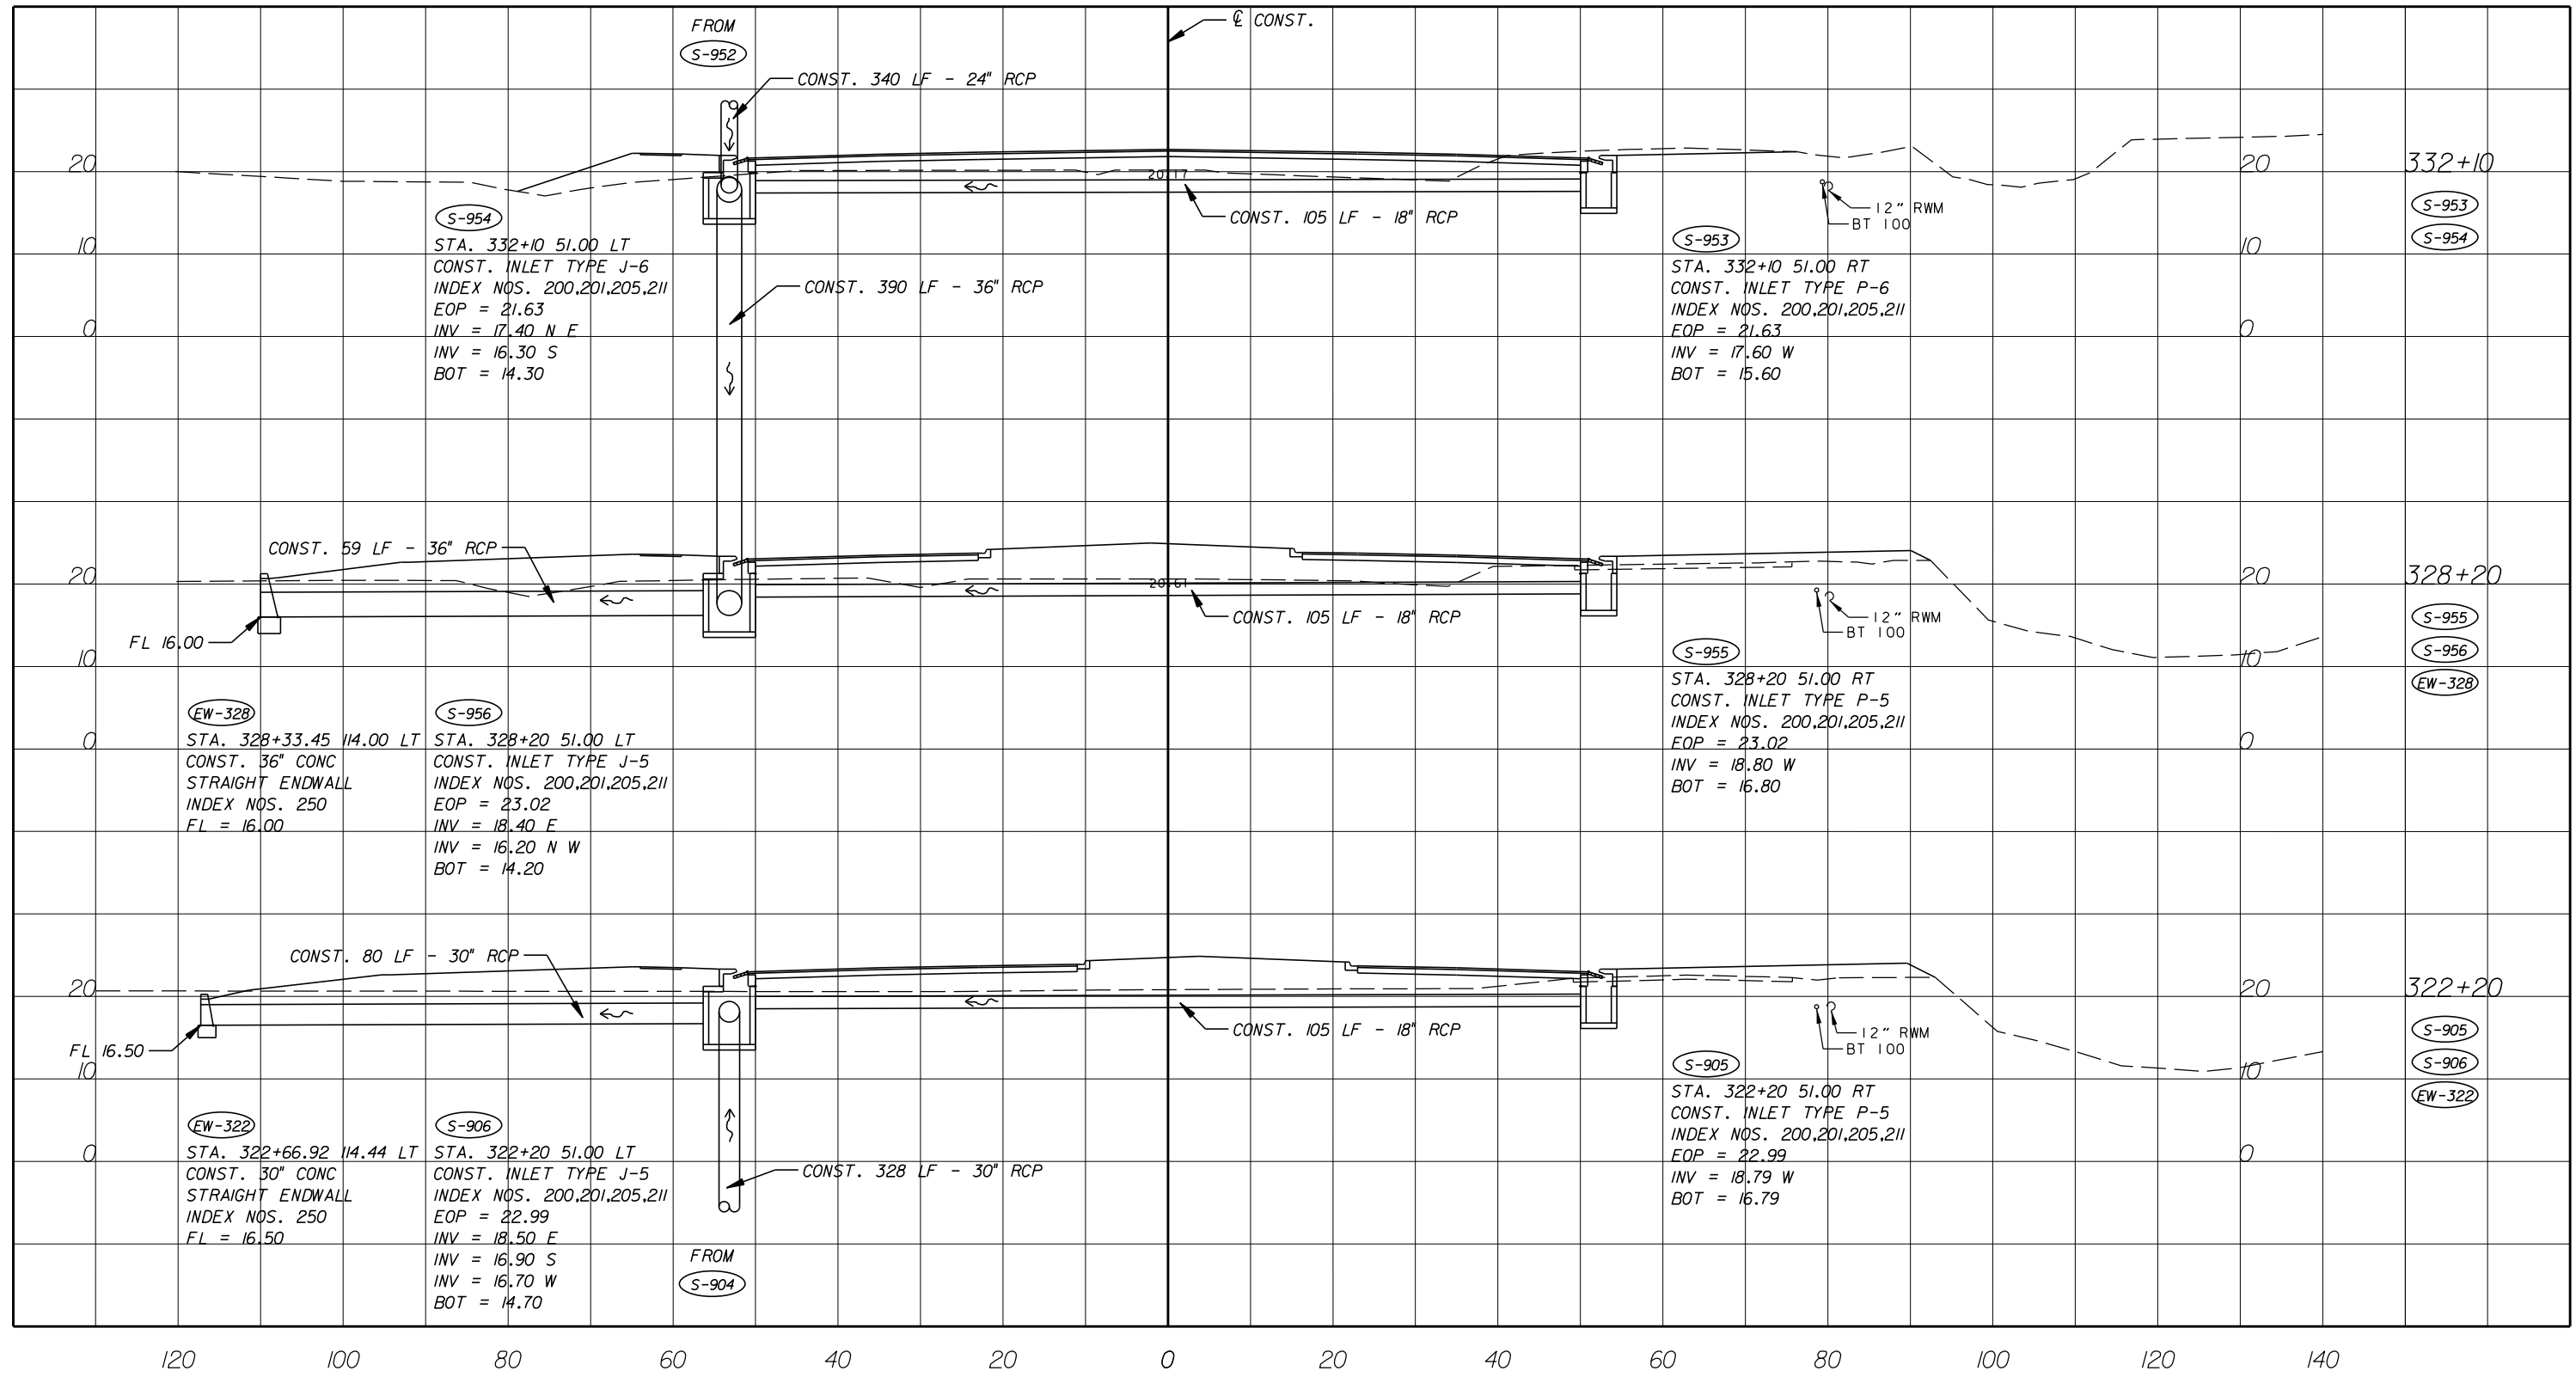 ℄ CONST.
FROM
S-952
CONST. 340 LF - 24" RCP
20
20.17
20
332+10
S-953
S-954
CONST. 105 LF - 18" RCP
12" RWM
BT 100
10
10
0
0
S-954
STA. 332+10 51.00 LT
CONST. INLET TYPE J-6
INDEX NOS. 200,201,205,211
EOP = 21.63
INV = 17.40 N E
INV = 16.30 S
BOT = 14.30
CONST. 390 LF - 36" RCP
S-953
STA. 332+10 51.00 RT
CONST. INLET TYPE P-6
INDEX NOS. 200,201,205,211
EOP = 21.63
INV = 17.60 W
BOT = 15.60
CONST. 59 LF - 36" RCP
20
20.61
20
328+20
S-955
S-956
EW-328
CONST. 105 LF - 18" RCP
12" RWM
BT 100
FL 16.00
10
10
0
0
EW-328
STA. 328+33.45 114.00 LT
CONST. 36" CONC
STRAIGHT ENDWALL
INDEX NOS. 250
FL = 16.00
S-956
STA. 328+20 51.00 LT
CONST. INLET TYPE J-5
INDEX NOS. 200,201,205,211
EOP = 23.02
INV = 18.40 E
INV = 16.20 N W
BOT = 14.20
S-955
STA. 328+20 51.00 RT
CONST. INLET TYPE P-5
INDEX NOS. 200,201,205,211
EOP = 23.02
INV = 18.80 W
BOT = 16.80
CONST. 80 LF - 30" RCP
20
20
322+20
S-905
S-906
EW-322
CONST. 105 LF - 18" RCP
12" RWM
BT 100
FL 16.50
10
10
0
0
EW-322
STA. 322+66.92 114.44 LT
CONST. 30" CONC
STRAIGHT ENDWALL
INDEX NOS. 250
FL = 16.50
S-906
STA. 322+20 51.00 LT
CONST. INLET TYPE J-5
INDEX NOS. 200,201,205,211
EOP = 22.99
INV = 18.50 E
INV = 16.90 S
INV = 16.70 W
BOT = 14.70
CONST. 328 LF - 30" RCP
FROM
S-904
S-905
STA. 322+20 51.00 RT
CONST. INLET TYPE P-5
INDEX NOS. 200,201,205,211
EOP = 22.99
INV = 18.79 W
BOT = 16.79
120 100 80 60 40 20 0 20 40 60 80 100 120 140